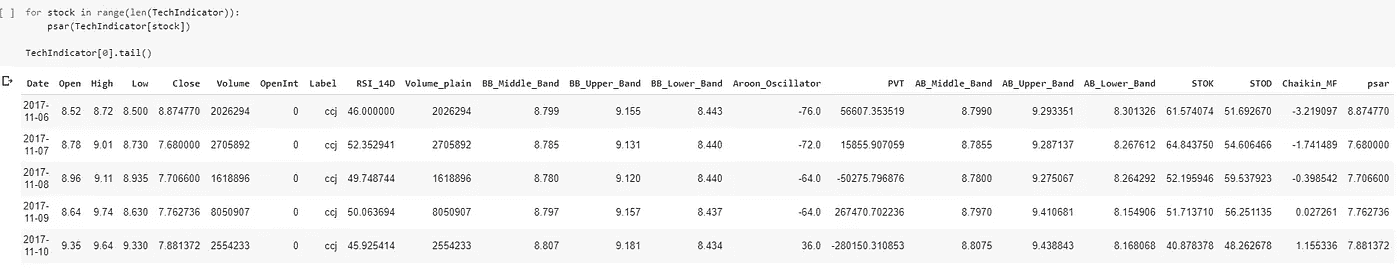 [ ] for stock in range(len(TechIndicator)):
psar(TechIndicator[stock])
TechIndicator[0].tail()
Date Open High Low Close Volume OpenInt Label RSI_14D Volume_plain BB_Middle_Band BB_Upper_Band BB_Lower_Band Aroon_Oscillator PVT AB_Middle_Band AB_Upper_Band AB_Lower_Band STOK STOD Chaikin_MF psar
2017-
11-06 8.52 8.72 8.500 8.874770 2026294 0 ccj 46.000000 2026294 8.799 9.155 8.443 -76.0 56607.353519 8.7990 9.293351 8.301326 61.574074 51.692670 -3.219097 8.874770
2017-
11-07 8.78 9.01 8.730 7.680000 2705892 0 ccj 52.352941 2705892 8.785 9.131 8.440 -72.0 15855.907059 8.7855 9.287137 8.267612 64.843750 54.606466 -1.741489 7.680000
2017-
11-08 8.96 9.11 8.935 7.706600 1618896 0 ccj 49.748744 1618896 8.780 9.120 8.440 -64.0 -50275.796876 8.7800 9.275067 8.264292 52.195946 59.537923 -0.398542 7.706600
2017-
11-09 8.64 9.74 8.630 7.762736 8050907 0 ccj 50.063694 8050907 8.797 9.157 8.437 -64.0 267470.702236 8.7970 9.410681 8.154906 51.713710 56.251135 0.027261 7.762736
2017-
11-10 9.35 9.64 9.330 7.881372 2554233 0 ccj 45.925414 2554233 8.807 9.181 8.434 36.0 -280150.310853 8.8075 9.438843 8.168068 40.878378 48.262678 1.155336 7.881372